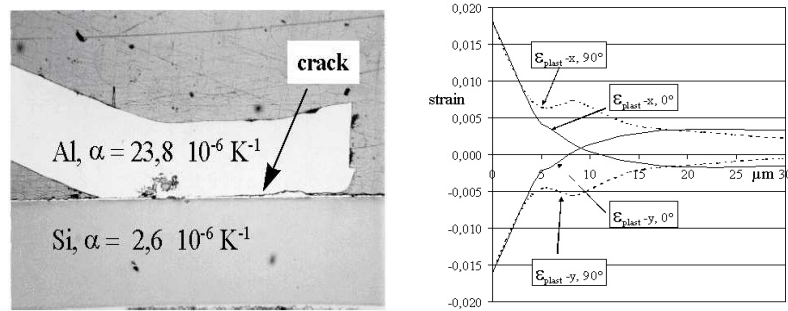 crack
Al, α = 23,8 10⁻⁶ K⁻¹
Si, α = 2,6 10⁻⁶ K⁻¹
0,020
0,015
0,010
strain
0,005
0,000
-0,005
-0,010
-0,015
-0,020
0 5 10 15 20 25 30
μm
εplast -x, 90°
εplast -x, 0°
εplast -y, 0°
εplast -y, 90°